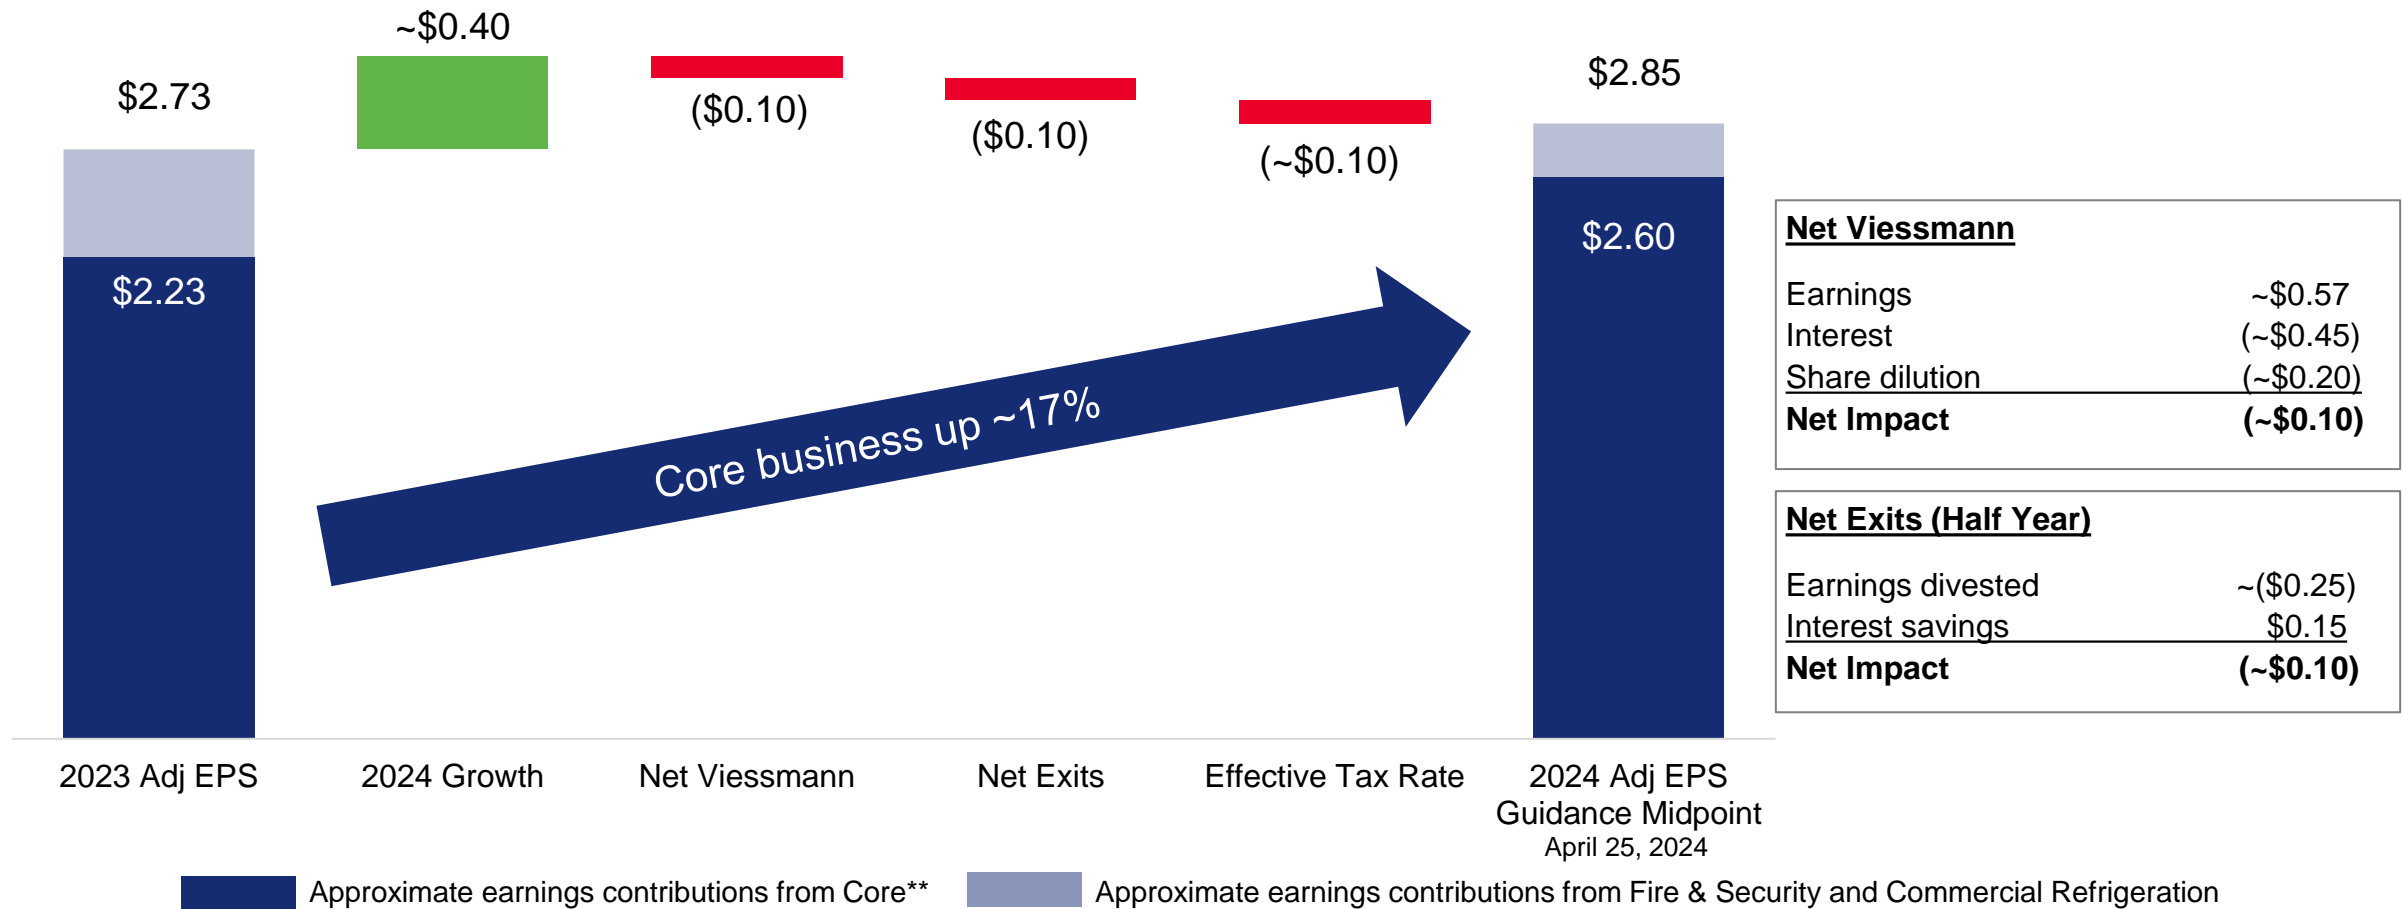 ~$0.40
$2.73
($0.10)
($0.10)
(~$0.10)
$2.85
$2.23
$2.60
Core business up ~17%
Net Viessmann
Earnings ~$0.57
Interest (~$0.45)
Share dilution (~$0.20)
Net Impact (~$0.10)
Net Exits (Half Year)
Earnings divested ~($0.25)
Interest savings $0.15
Net Impact (~$0.10)
2023 Adj EPS
2024 Growth
Net Viessmann
Net Exits
Effective Tax Rate
2024 Adj EPS
Guidance Midpoint
April 25, 2024
Approximate earnings contributions from Core**
Approximate earnings contributions from Fire & Security and Commercial Refrigeration